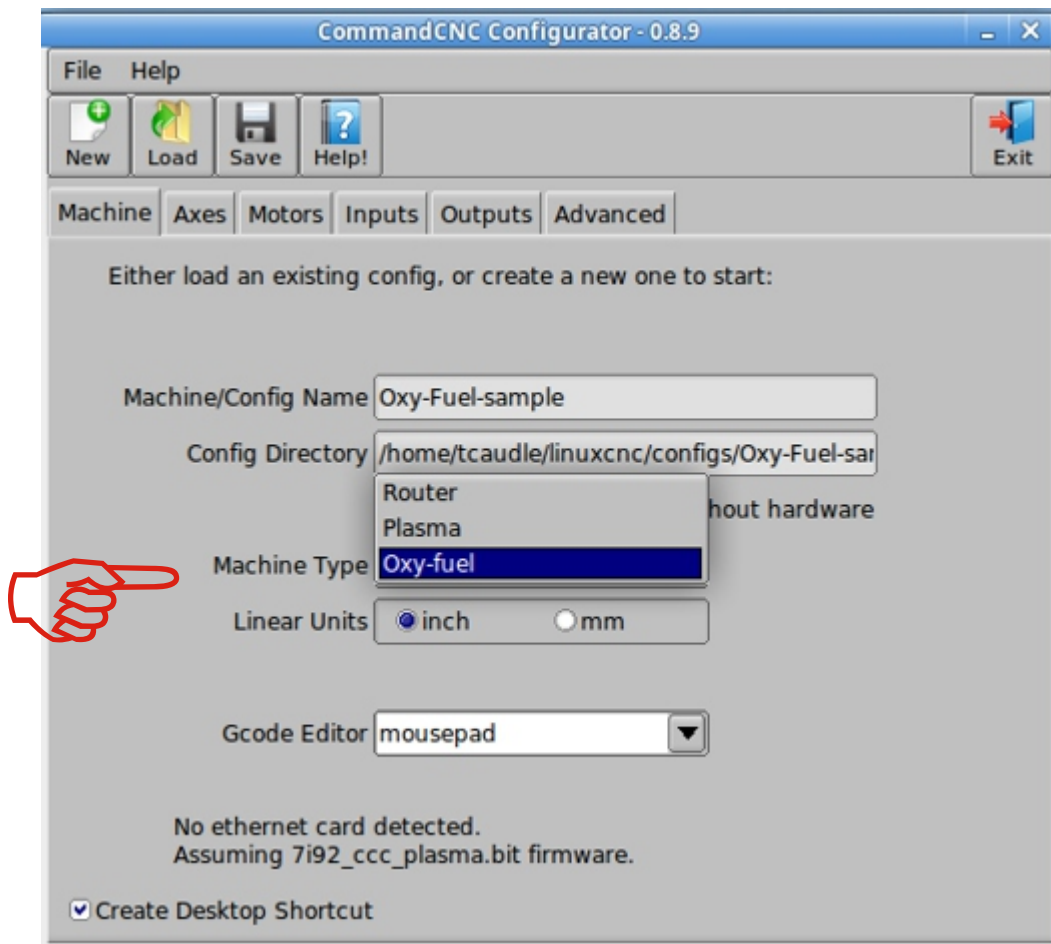 CommandCNC Configurator - 0.8.9
File Help
New Load Save Help! Exit
Machine Axes Motors Inputs Outputs Advanced
Either load an existing config, or create a new one to start:
Machine/Config Name Oxy-Fuel-sample
Config Directory /home/tcaudle/linuxcnc/configs/Oxy-Fuel-sar
Router
hout hardware
Plasma
Machine Type Oxy-fuel
Linear Units inch mm
Gcode Editor mousepad
No ethernet card detected.
Assuming 7i92_ccc_plasma.bit firmware.
Create Desktop Shortcut